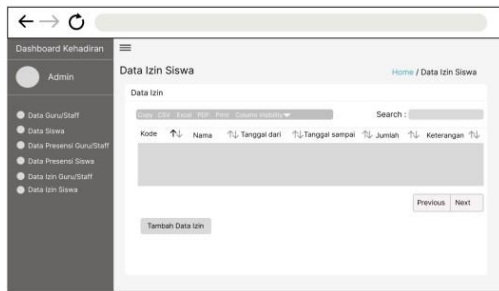 Dashboard Kehadiran
Admin
Data Guru/Staff
Data Siswa
Data Presensi Guru/Staff
Data Presensi Siswa
Data Izin Guru/Staff
Data Izin Siswa
Data Izin Siswa
Home / Data Izin Siswa
Data Izin
Copy CSV Excel PDF Print Column Visibility
Search :
Kode Nama Tanggal dari Tanggal sampai Jumlah Keterangan
Previous Next
Tambah Data Izin